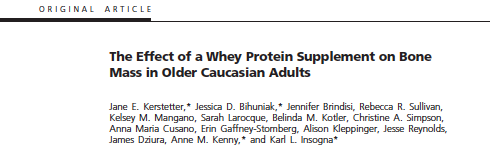 ORIGINAL ARTICLE
The Effect of a Whey Protein Supplement on Bone
Mass in Older Caucasian Adults
Jane E. Kerstetter,* Jessica D. Bihuniak,* Jennifer Brindisi, Rebecca R. Sullivan,
Kelsey M. Mangano, Sarah Larocque, Belinda M. Kotler, Christine A. Simpson,
Anna Maria Cusano, Erin Gaffney-Stomberg, Alison Kleppinger, Jesse Reynolds,
James Dziura, Anne M. Kenny,* and Karl L. Insogna*